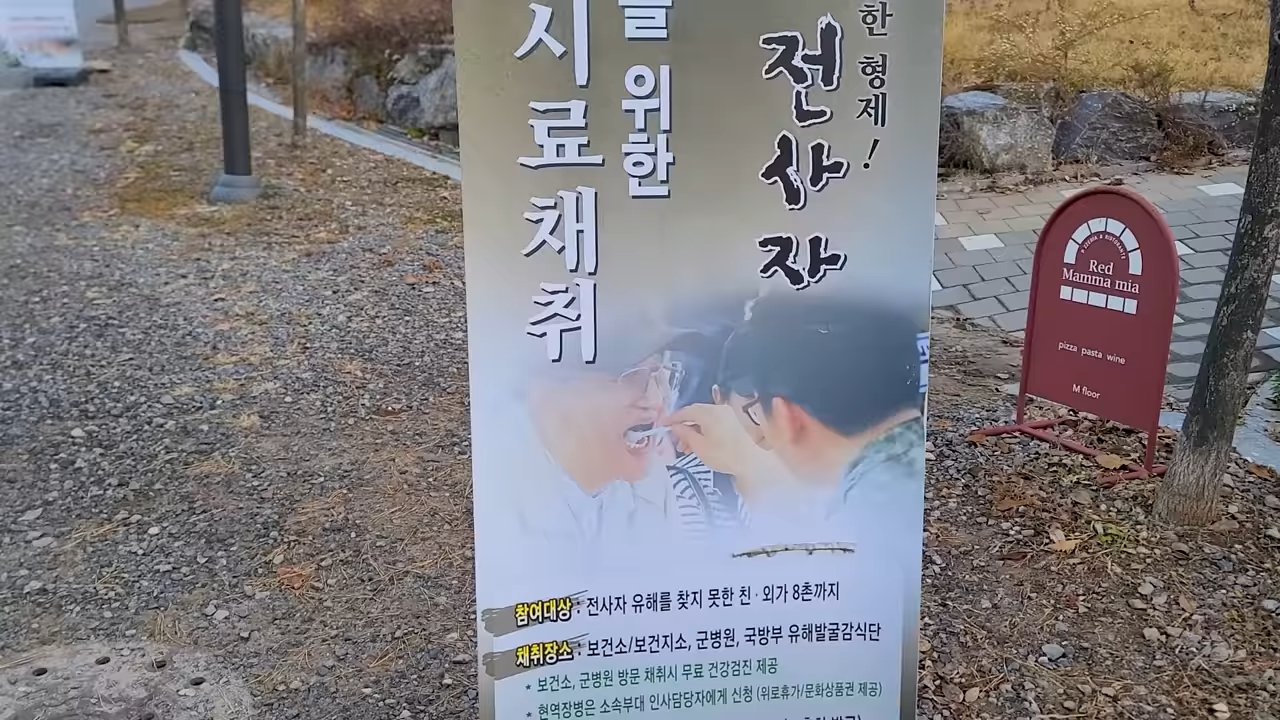 한 형제!
전사자
를 위한
시료채취
참여대상 : 전사자 유해를 찾지 못한 친·외가 8촌까지
채취장소 : 보건소/보건지소, 군병원, 국방부 유해발굴감식단
* 보건소, 군병원 방문 채취시 무료 건강검진 제공
* 현역장병은 소속부대 인사담당자에게 신청 (위로휴가/문화상품권 제공)
Red
Mamma mia
pizza pasta wine
M floor